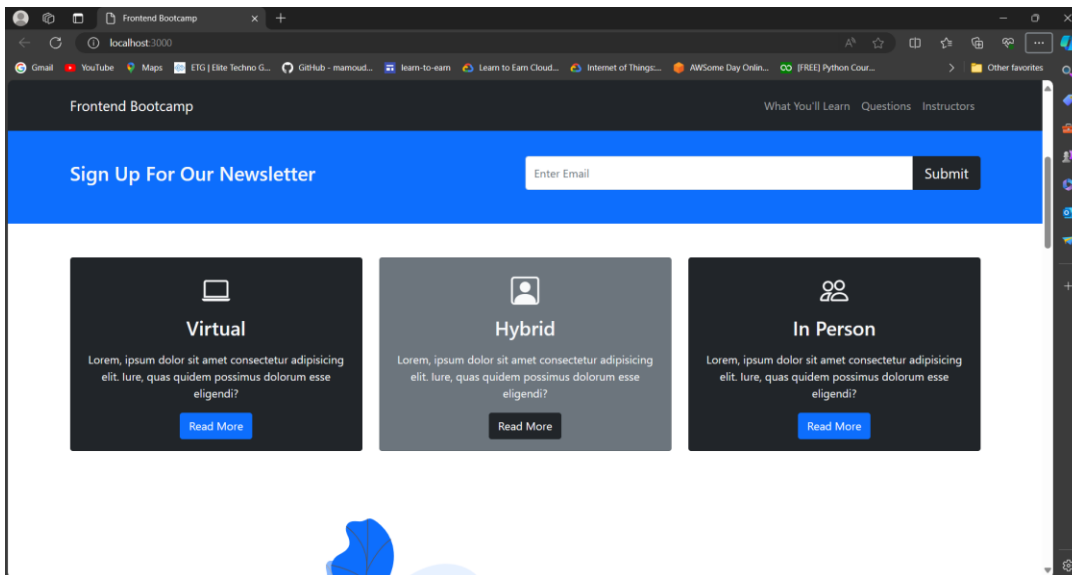 Frontend Bootcamp
localhost:3000
Gmail YouTube Maps ETG | Elite Techno G... GitHub - mamoud... learn-to-earn Learn to Earn Cloud... Internet of Things:... AWSome Day Onlin... [FREE] Python Cour... Other favorites
Frontend Bootcamp What You'll Learn Questions Instructors
Sign Up For Our Newsletter Enter Email Submit
Virtual
Lorem, ipsum dolor sit amet consectetur adipisicing
elit. Iure, quas quidem possimus dolorum esse
eligendi?
Read More
Hybrid
Lorem, ipsum dolor sit amet consectetur adipisicing
elit. Iure, quas quidem possimus dolorum esse
eligendi?
Read More
In Person
Lorem, ipsum dolor sit amet consectetur adipisicing
elit. Iure, quas quidem possimus dolorum esse
eligendi?
Read More